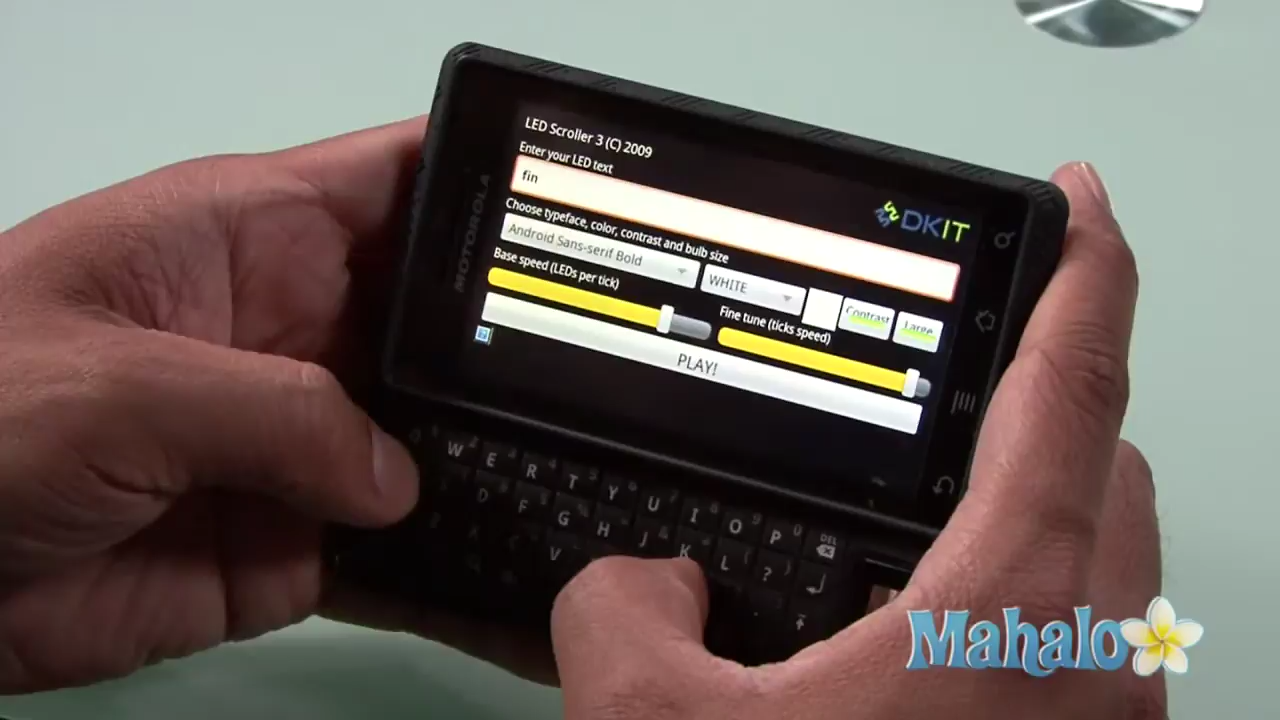 MOTOROLA
LED Scroller 3 (C) 2009
Enter your LED text
fin
DKIT
Choose typeface, color, contrast and bulb size
Android Sans-serif Bold
WHITE
Contrast
Large
Base speed (LEDs per tick)
Fine tune (ticks speed)
PLAY!
W E R T Y U I O P DEL
D F G H J K L ?
V
Mahalo